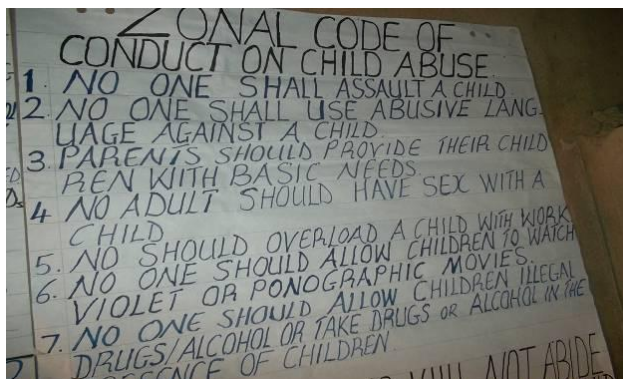 ZONAL CODE OF
CONDUCT ON CHILD ABUSE
1. NO ONE SHALL ASSAULT A CHILD
2. NO ONE SHALL USE ABUSIVE LANG-
UAGE AGAINST A CHILD.
3. PARENTS SHOULD PROVIDE THEIR CHILD
REN WITH BASIC NEEDS.
4 NO ADULT SHOULD HAVE SEX WITH A
CHILD
5. NO SHOULD OVERLOAD A CHILD WITH WORK
6. NO ONE SHOULD ALLOW CHILDREN TO WATCH
VIOLET OR PONOGRAPHIC MOVIES.
7. NO ONE SHOULD ALLOW CHILDREN ILLEGAL
DRUGS/ALCOHOL OR TAKE DRUGS OR ALCOHOL IN THE
PRESENCE OF CHILDREN
WILL NOT ABIDE